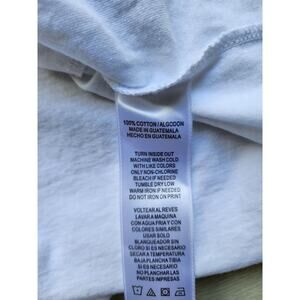 100% COTTON / ALGODON
MADE IN GUATEMALA
HECHO EN GUATEMALA
TURN INSIDE OUT
MACHINE WASH COLD
WITH LIKE COLORS
ONLY NON-CHLORINE
BLEACH IF NEEDED
TUMBLE DRY LOW
WARM IRON IF NEEDED
DO NOT IRON ON PRINT
VOLTEAR AL REVES
LAVAR A MAQUINA
CON AGUA FRIA Y CON
COLORES SIMILARES
USAR SOLO
BLANQUEADOR SIN
CLORO SI ES NECESARIO
SECAR A TEMPERATURA
BAJA, PLANCHA TIBIA
SI ES NECESARIO
NO PLANCHAR LAS
PARTES IMPRESAS